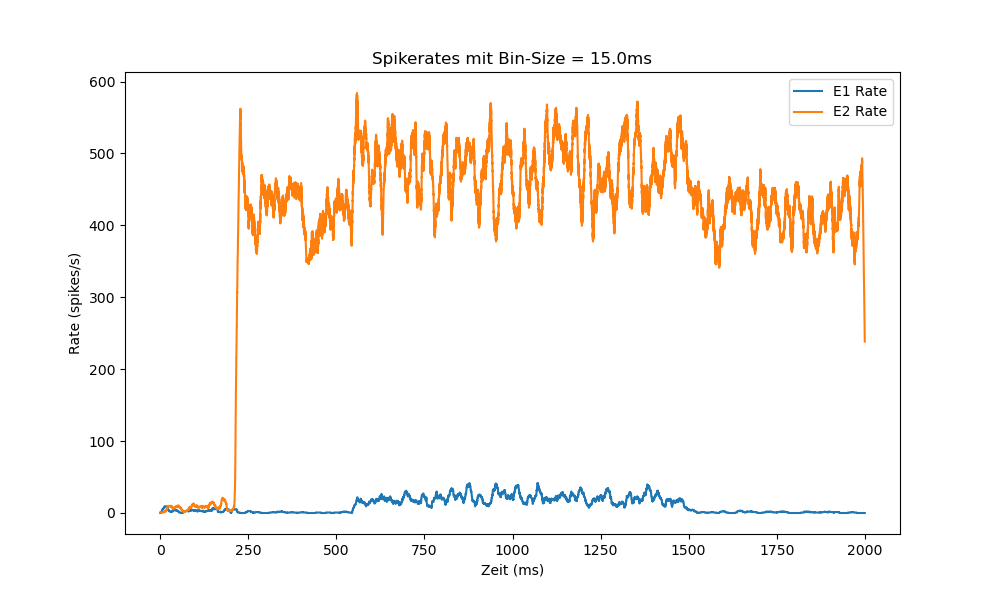 Spikerates mit Bin-Size = 15.0ms
E1 Rate
E2 Rate
Rate (spikes/s)
600
500
400
300
200
100
0
0 250 500 750 1000 1250 1500 1750 2000
Zeit (ms)